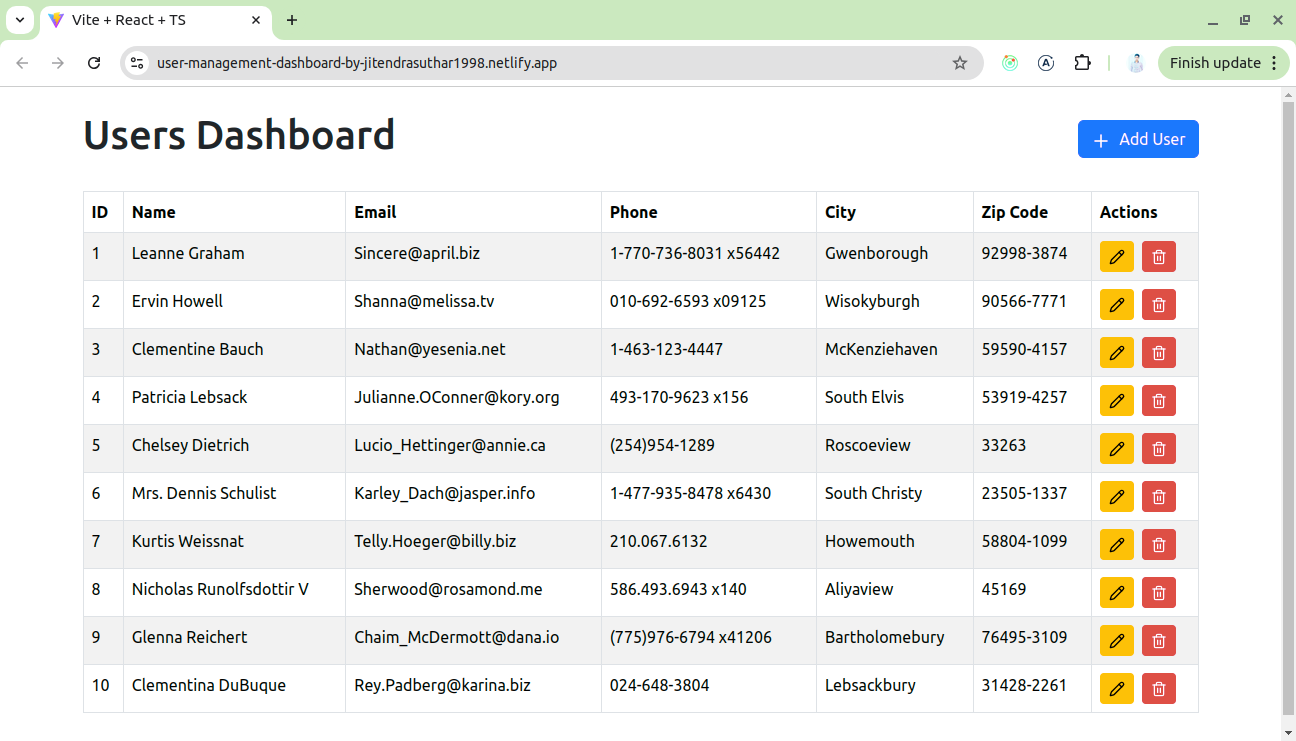 Vite + React + TS
user-management-dashboard-by-jitendrasuthar1998.netlify.app
A
Finish update
Users Dashboard
+ Add User
ID Name Email Phone City Zip Code Actions
1 Leanne Graham Sincere@april.biz 1-770-736-8031 x56442 Gwenborough 92998-3874
2 Ervin Howell Shanna@melissa.tv 010-692-6593 x09125 Wisokyburgh 90566-7771
3 Clementine Bauch Nathan@yesenia.net 1-463-123-4447 McKenziehaven 59590-4157
4 Patricia Lebsack Julianne.OConner@kory.org 493-170-9623 x156 South Elvis 53919-4257
5 Chelsey Dietrich Lucio_Hettinger@annie.ca (254)954-1289 Roscoeview 33263
6 Mrs. Dennis Schulist Karley_Dach@jasper.info 1-477-935-8478 x6430 South Christy 23505-1337
7 Kurtis Weissnat Telly.Hoeger@billy.biz 210.067.6132 Howemouth 58804-1099
8 Nicholas Runolfsdottir V Sherwood@rosamond.me 586.493.6943 x140 Aliyaview 45169
9 Glenna Reichert Chaim_McDermott@dana.io (775)976-6794 x41206 Bartholomebury 76495-3109
10 Clementina DuBuque Rey.Padberg@karina.biz 024-648-3804 Lebsackbury 31428-2261